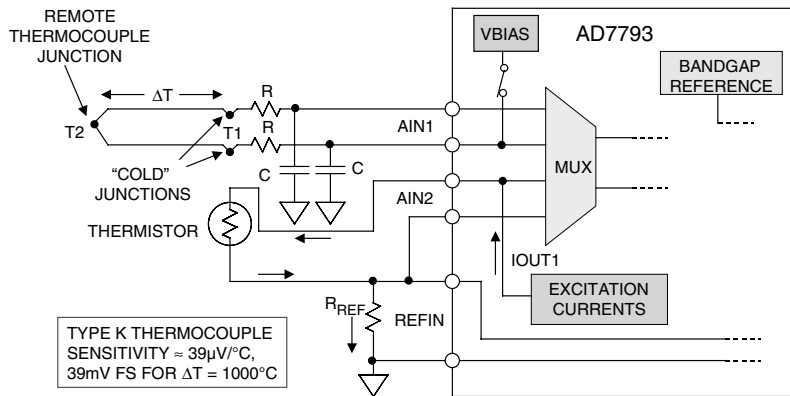 REMOTE
THERMOCOUPLE
JUNCTION
VBIAS
AD7793
BANDGAP
REFERENCE
ΔT
R
T2
T1
R
AIN1
"COLD"
JUNCTIONS
C
C
MUX
AIN2
THERMISTOR
IOUT1
EXCITATION
CURRENTS
RREF
REFIN
TYPE K THERMOCOUPLE
SENSITIVITY ≈ 39µV/°C,
39mV FS FOR ΔT = 1000°C